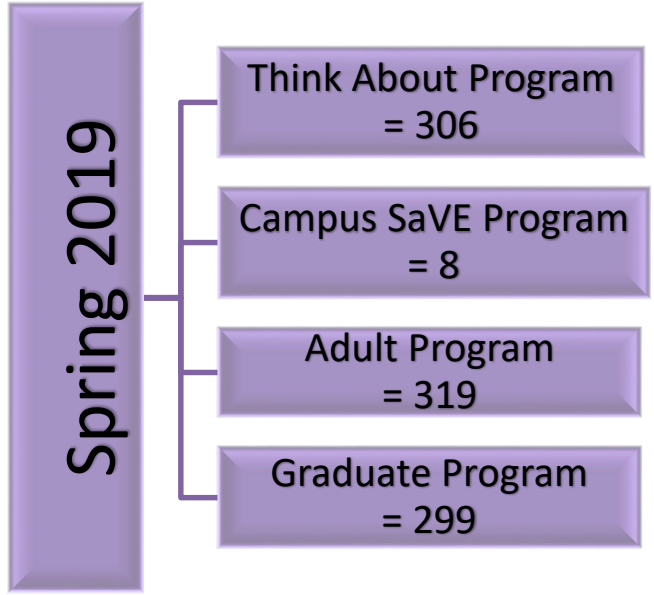 Spring 2019
Think About Program
= 306
Campus SaVE Program
= 8
Adult Program
= 319
Graduate Program
= 299